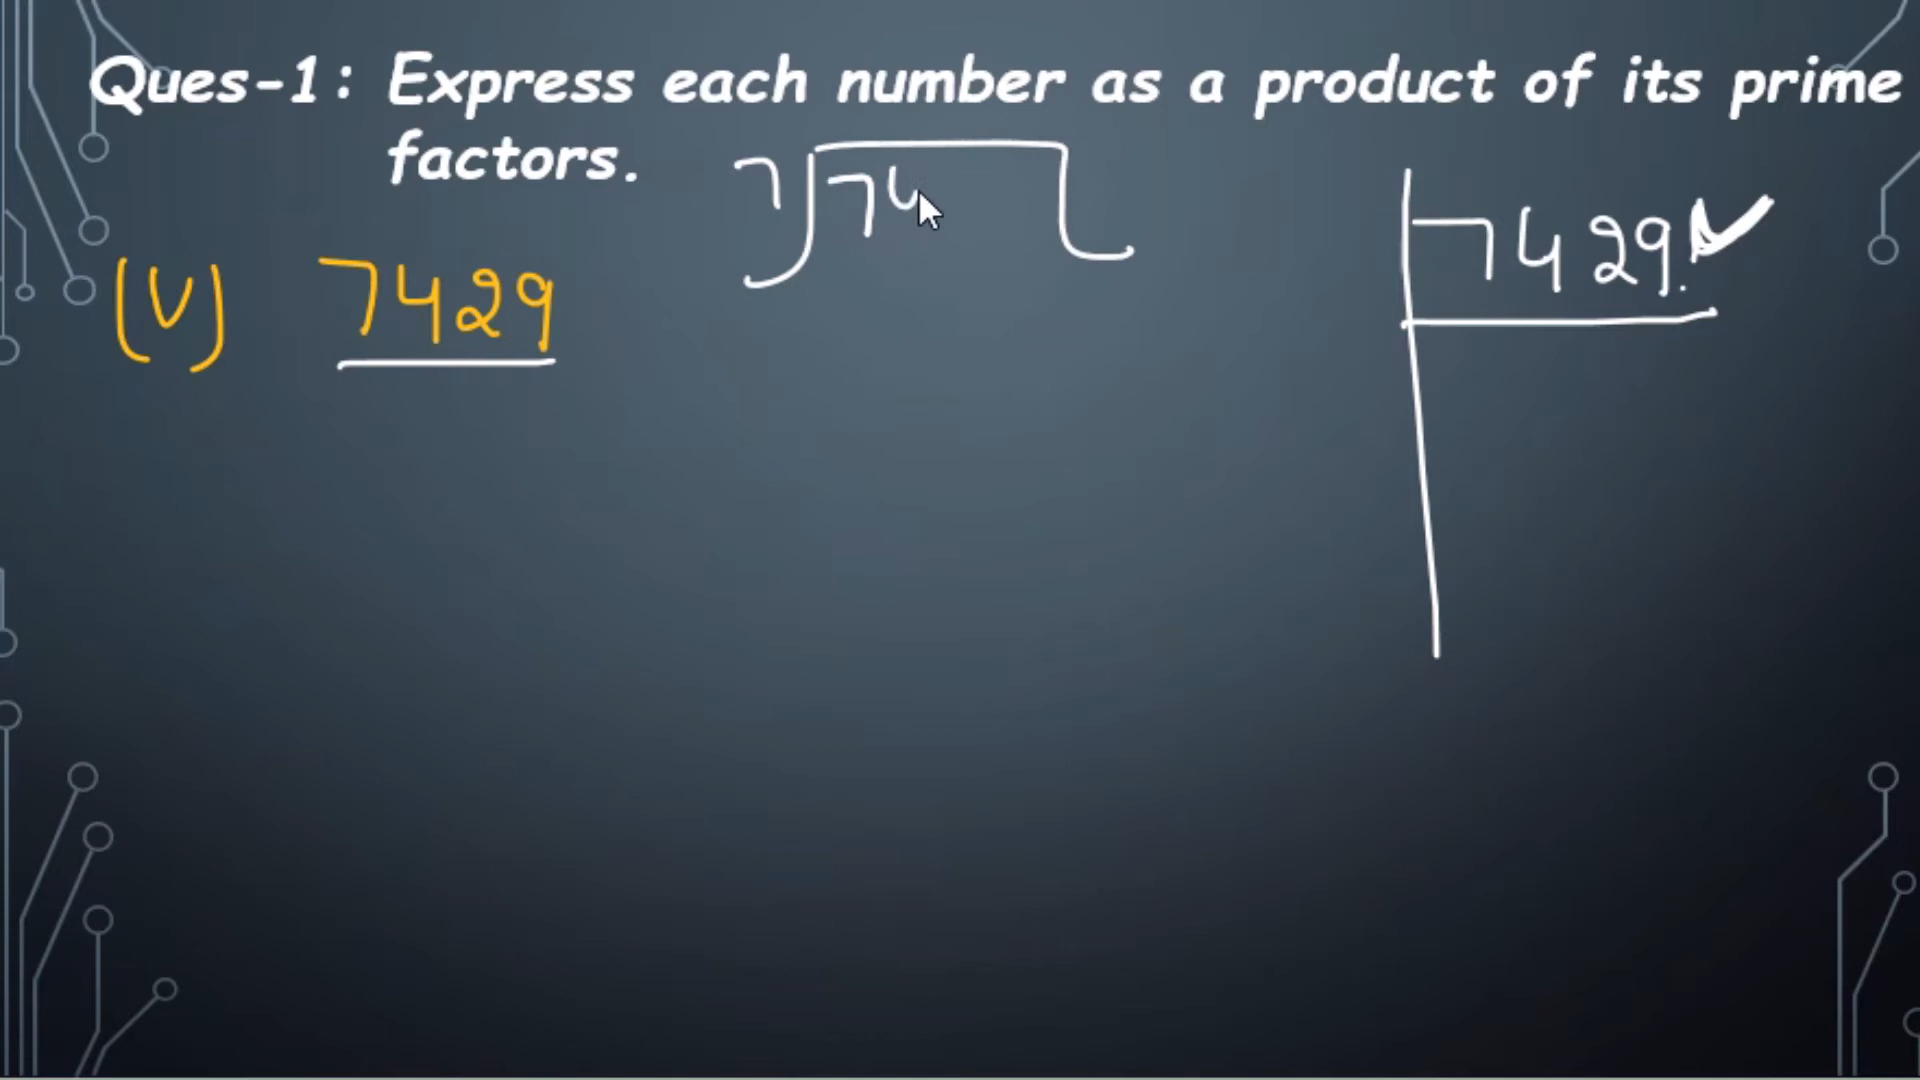 Ques-1: Express each number as a product of its prime
factors.
7 74
7429.
(V) 7429